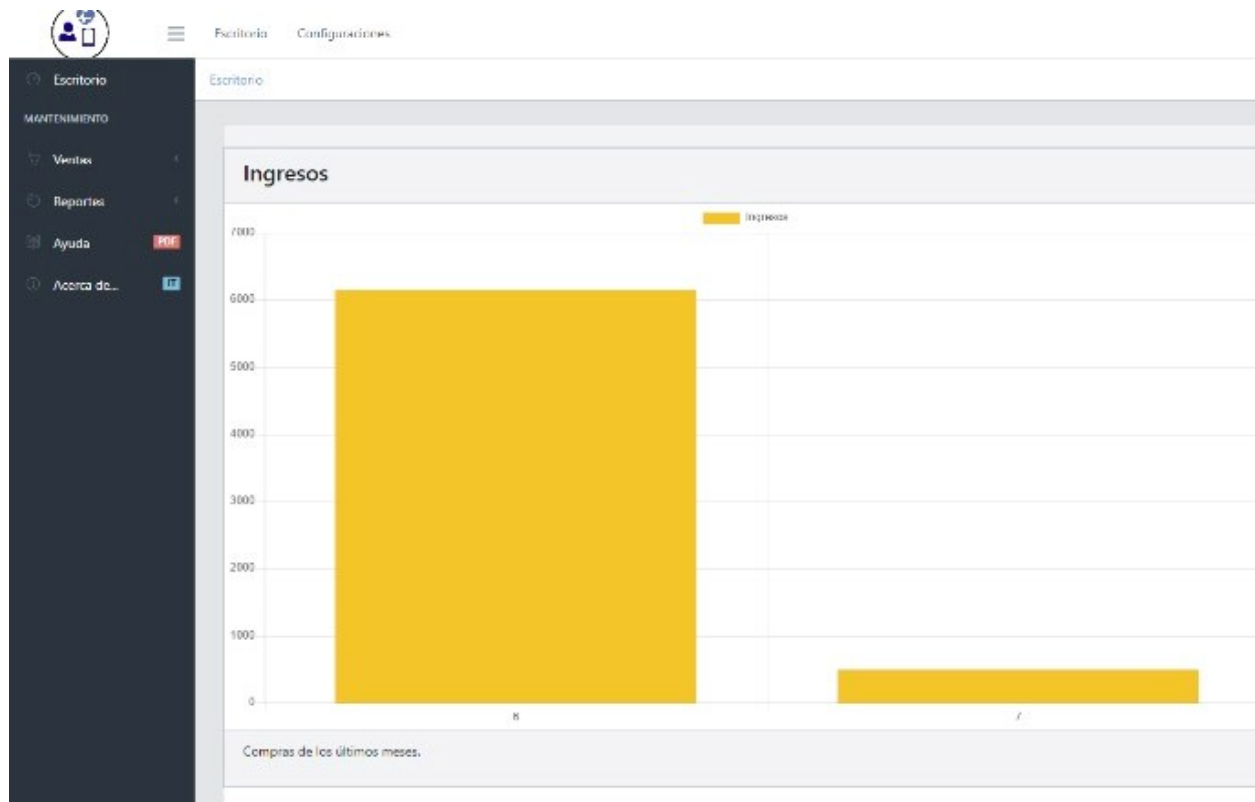 Escritorio Configuraciones
Escritorio
Escritorio
MANTENIMIENTO
Ventas
Reportes
Ayuda PDF
Acerca de... IT
Ingresos
Ingresos
7000
6000
5000
4000
3000
2000
1000
0
7
Compras de los últimos meses.